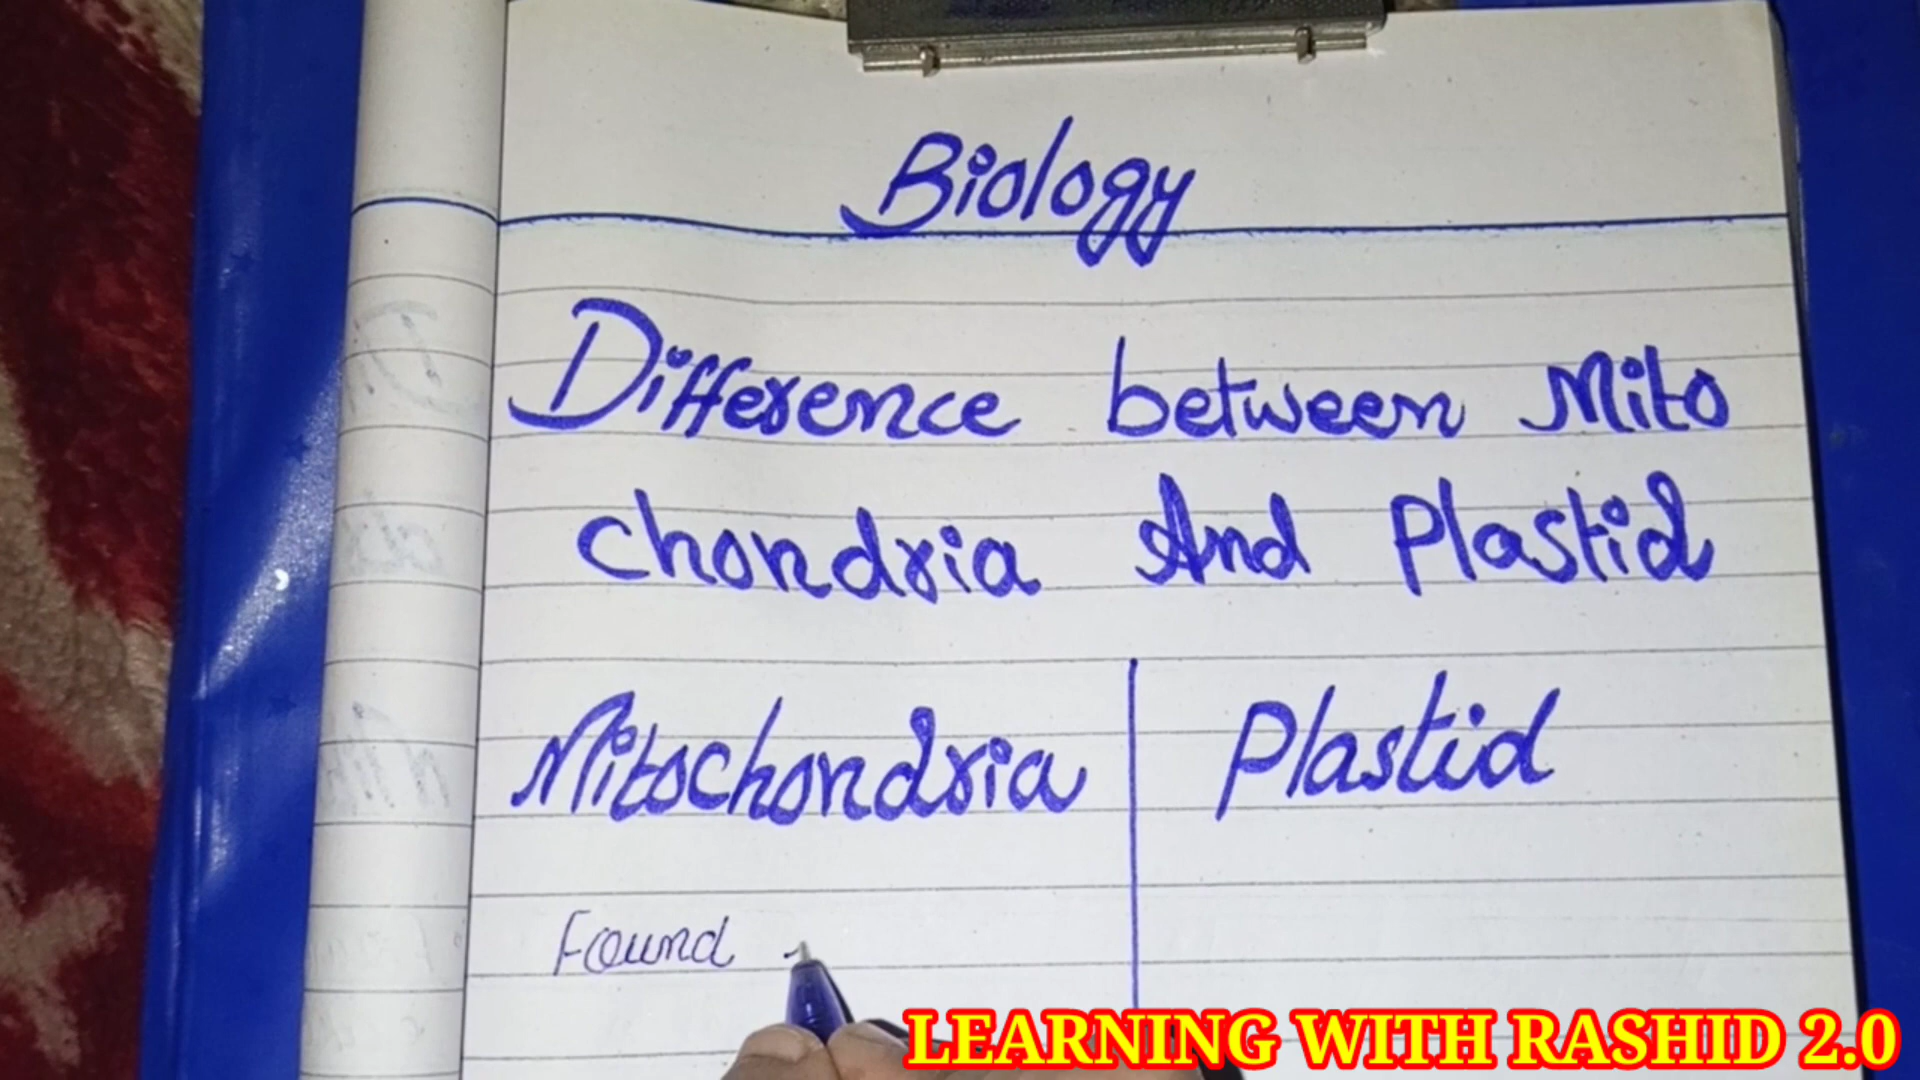 Biology
Difference between Mito
chondria And Plastid
Mitochondria
Plastid
Found
LEARNING WITH RASHID 2.0